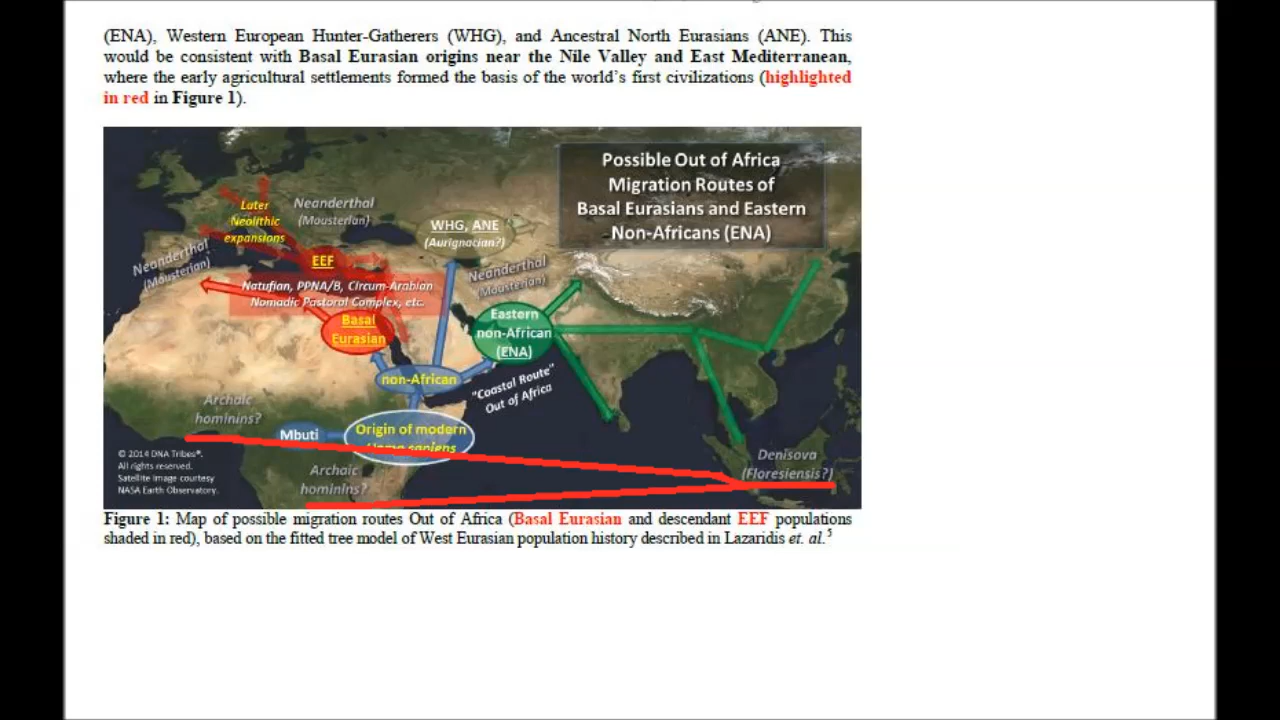 (ENA), Western European Hunter-Gatherers (WHG), and Ancestral North Eurasians (ANE). This
would be consistent with Basal Eurasian origins near the Nile Valley and East Mediterranean,
where the early agricultural settlements formed the basis of the world's first civilizations (highlighted
in red in Figure 1).
Possible Out of Africa
Migration Routes of
Basal Eurasians and Eastern
Non-Africans (ENA)
Later
Neolithic
expansions
Neanderthal
(Mousterian)
WHG, ANE
(Aurignacian?)
Neanderthal
(Mousterian)
EEF
Neanderthal
(Mousterian)
Natufian, PPNA/B, Circum-Arabian
Nomadic Pastoral Complex, etc.
Basal
Eurasian
Eastern
non-African
(ENA)
non-African
"Coastal Route"
Out of Africa
Archaic
hominins?
Mbuti
Origin of modern
Homo sapiens
Archaic
hominins?
Denisova
(Floresiensis?)
© 2014 DNA Tribes®.
All rights reserved.
Satellite image courtesy
NASA Earth Observatory.
Figure 1: Map of possible migration routes Out of Africa (Basal Eurasian and descendant EEF populations
shaded in red), based on the fitted tree model of West Eurasian population history described in Lazaridis et. al.5